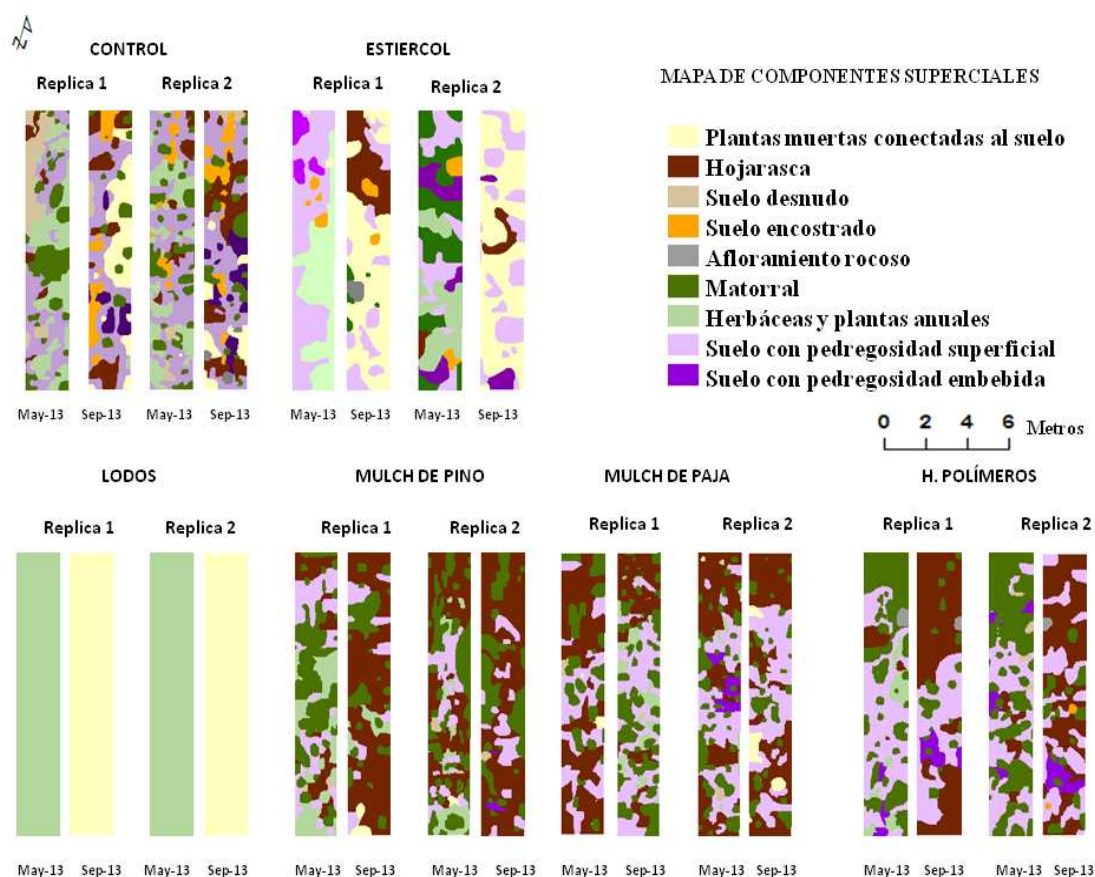 CONTROL
Replica 1 Replica 2
May-13 Sep-13 May-13 Sep-13
ESTIERCOL
Replica 1 Replica 2
May-13 Sep-13 May-13 Sep-13
MAPA DE COMPONENTES SUPERCIALES
Plantas muertas conectadas al suelo
Hojarasca
Suelo desnudo
Suelo encostrado
Afloramiento rocoso
Matorral
Herbáceas y plantas anuales
Suelo con pedregosidad superficial
Suelo con pedregosidad embebida
0 2 4 6 Metros
LODOS
Replica 1 Replica 2
May-13 Sep-13 May-13 Sep-13
MULCH DE PINO
Replica 1 Replica 2
May-13 Sep-13 May-13 Sep-13
MULCH DE PAJA
Replica 1 Replica 2
May-13 Sep-13 May-13 Sep-13
H. POLÍMEROS
Replica 1 Replica 2
May-13 Sep-13 May-13 Sep-13